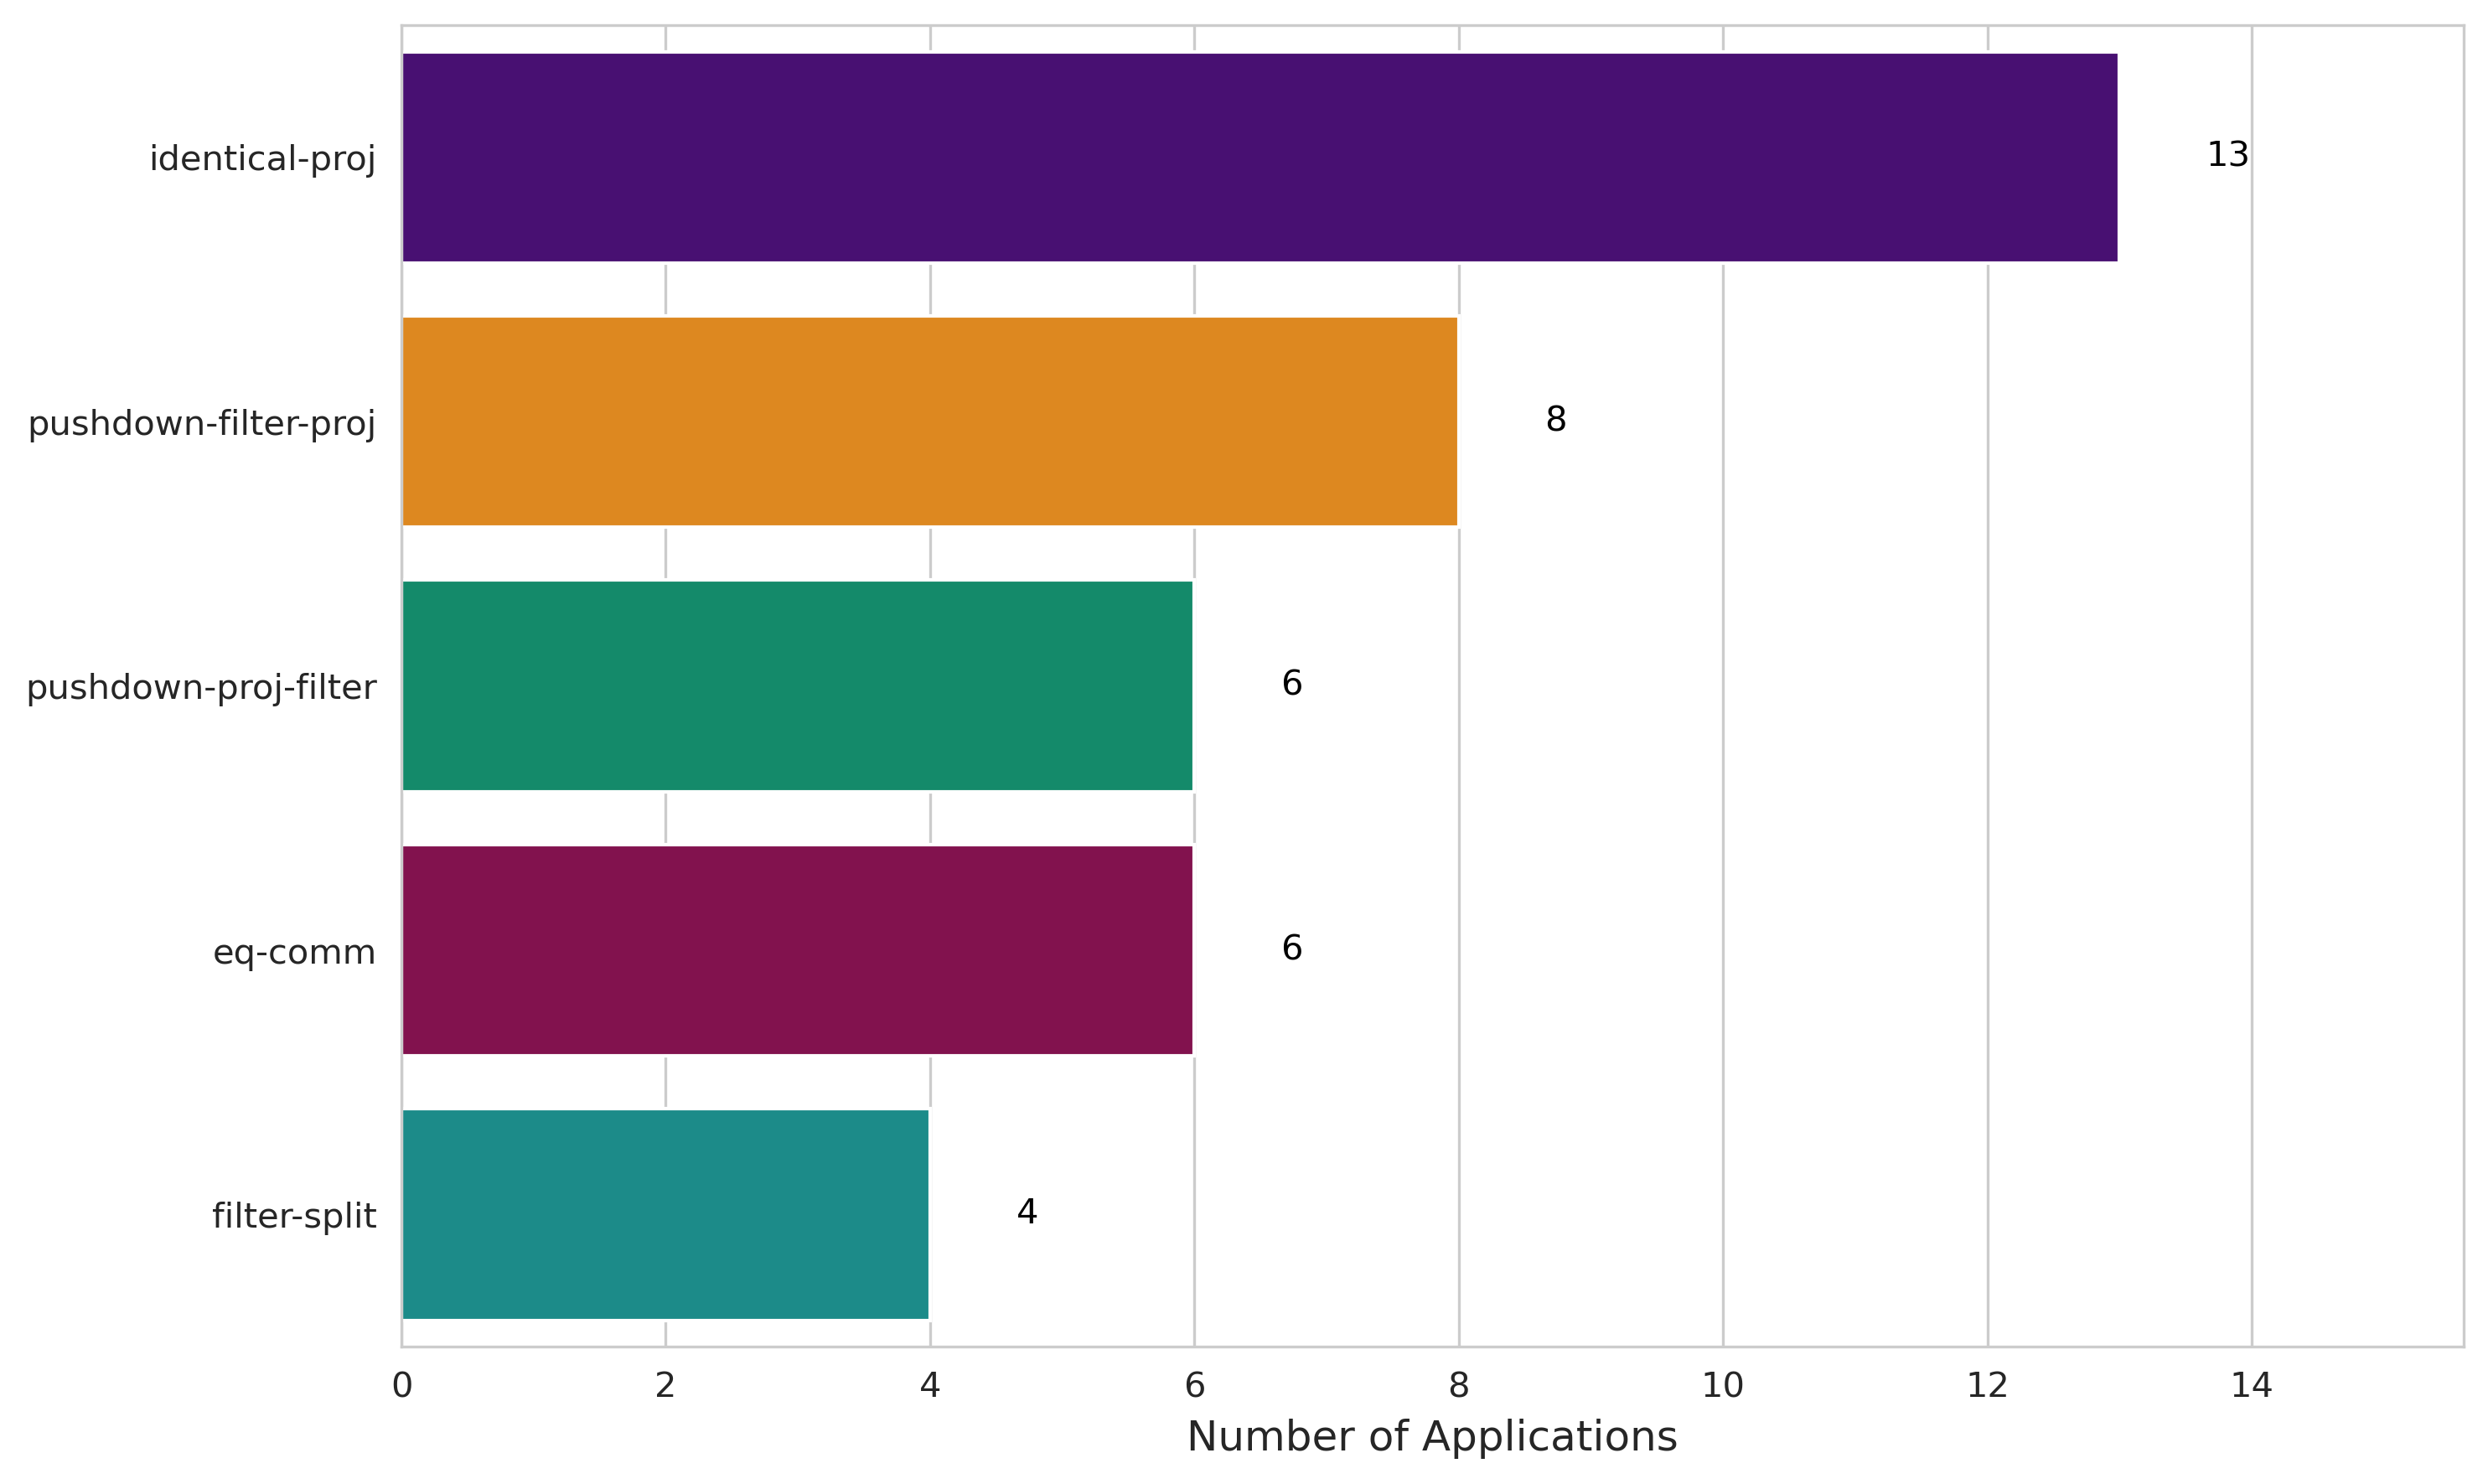 identical-proj
13
pushdown-filter-proj
8
pushdown-proj-filter
6
eq-comm
6
filter-split
4
0 2 4 6 8 10 12 14
Number of Applications